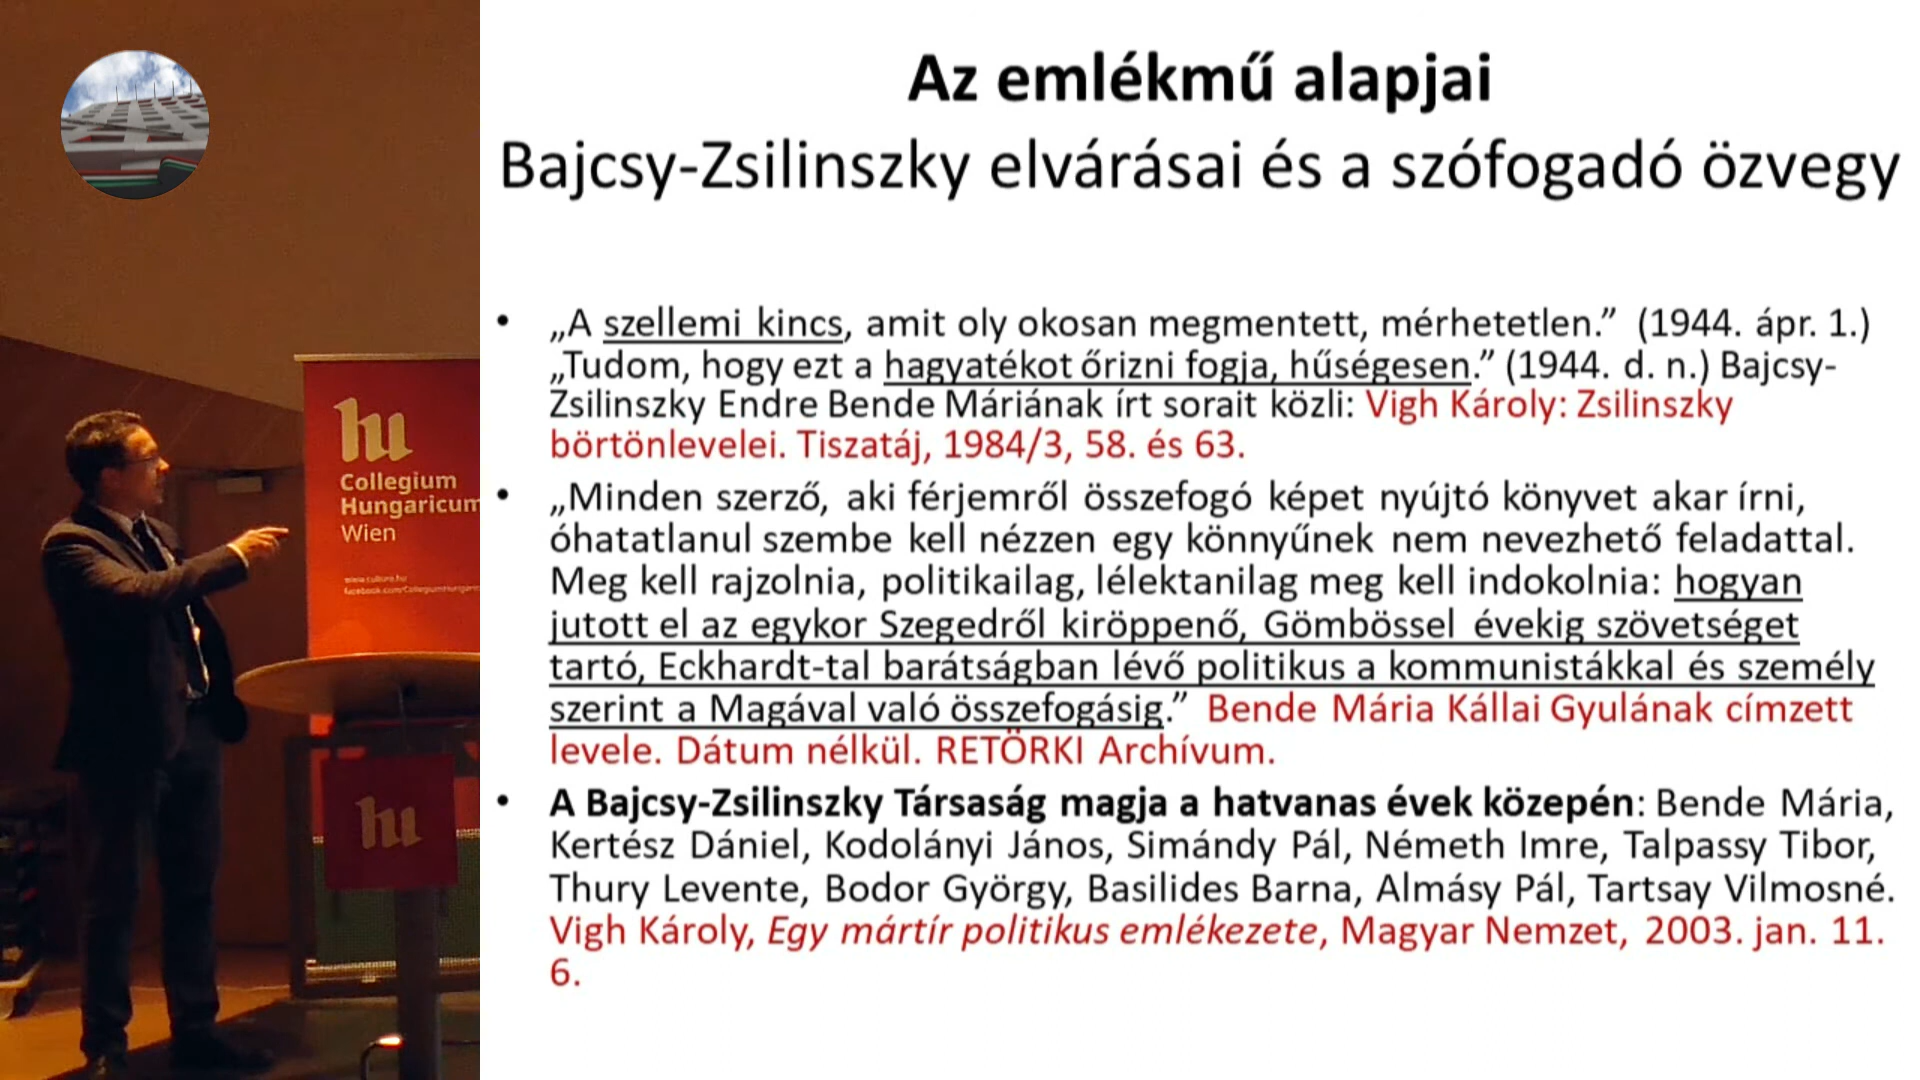 Az emlékmű alapjai
Bajcsy-Zsilinszky elvárásai és a szófogadó özvegy
• „A szellemi kincs, amit oly okosan megmentett, mérhetetlen.” (1944. ápr. 1.)
„Tudom, hogy ezt a hagyatékot őrizni fogja, hűségesen.” (1944. d. n.) Bajcsy-
Zsilinszky Endre Bende Máriának írt sorait közli: Vigh Károly: Zsilinszky
börtönlevelei. Tiszatáj, 1984/3, 58. és 63.
• „Minden szerző, aki férjemről összefogó képet nyújtó könyvet akar írni,
óhatatlanul szembe kell nézzen egy könnyűnek nem nevezhető feladattal.
Meg kell rajzolnia, politikailag, lélektanilag meg kell indokolnia: hogyan
jutott el az egykor Szegedről kiröppenő, Gömbössel évekig szövetséget
tartó, Eckhardt-tal barátságban lévő politikus a kommunistákkal és személy
szerint a Magával való összefogásig.” Bende Mária Kállai Gyulának címzett
levele. Dátum nélkül. RETÖRKI Archívum.
• A Bajcsy-Zsilinszky Társaság magja a hatvanas évek közepén: Bende Mária,
Kertész Dániel, Kodolányi János, Simándy Pál, Németh Imre, Talpassy Tibor,
Thury Levente, Bodor György, Basilides Barna, Almásy Pál, Tartsay Vilmosné.
Vigh Károly, Egy mártír politikus emlékezete, Magyar Nemzet, 2003. jan. 11.
6.
hu
Collegium
Hungaricum
Wien
hu